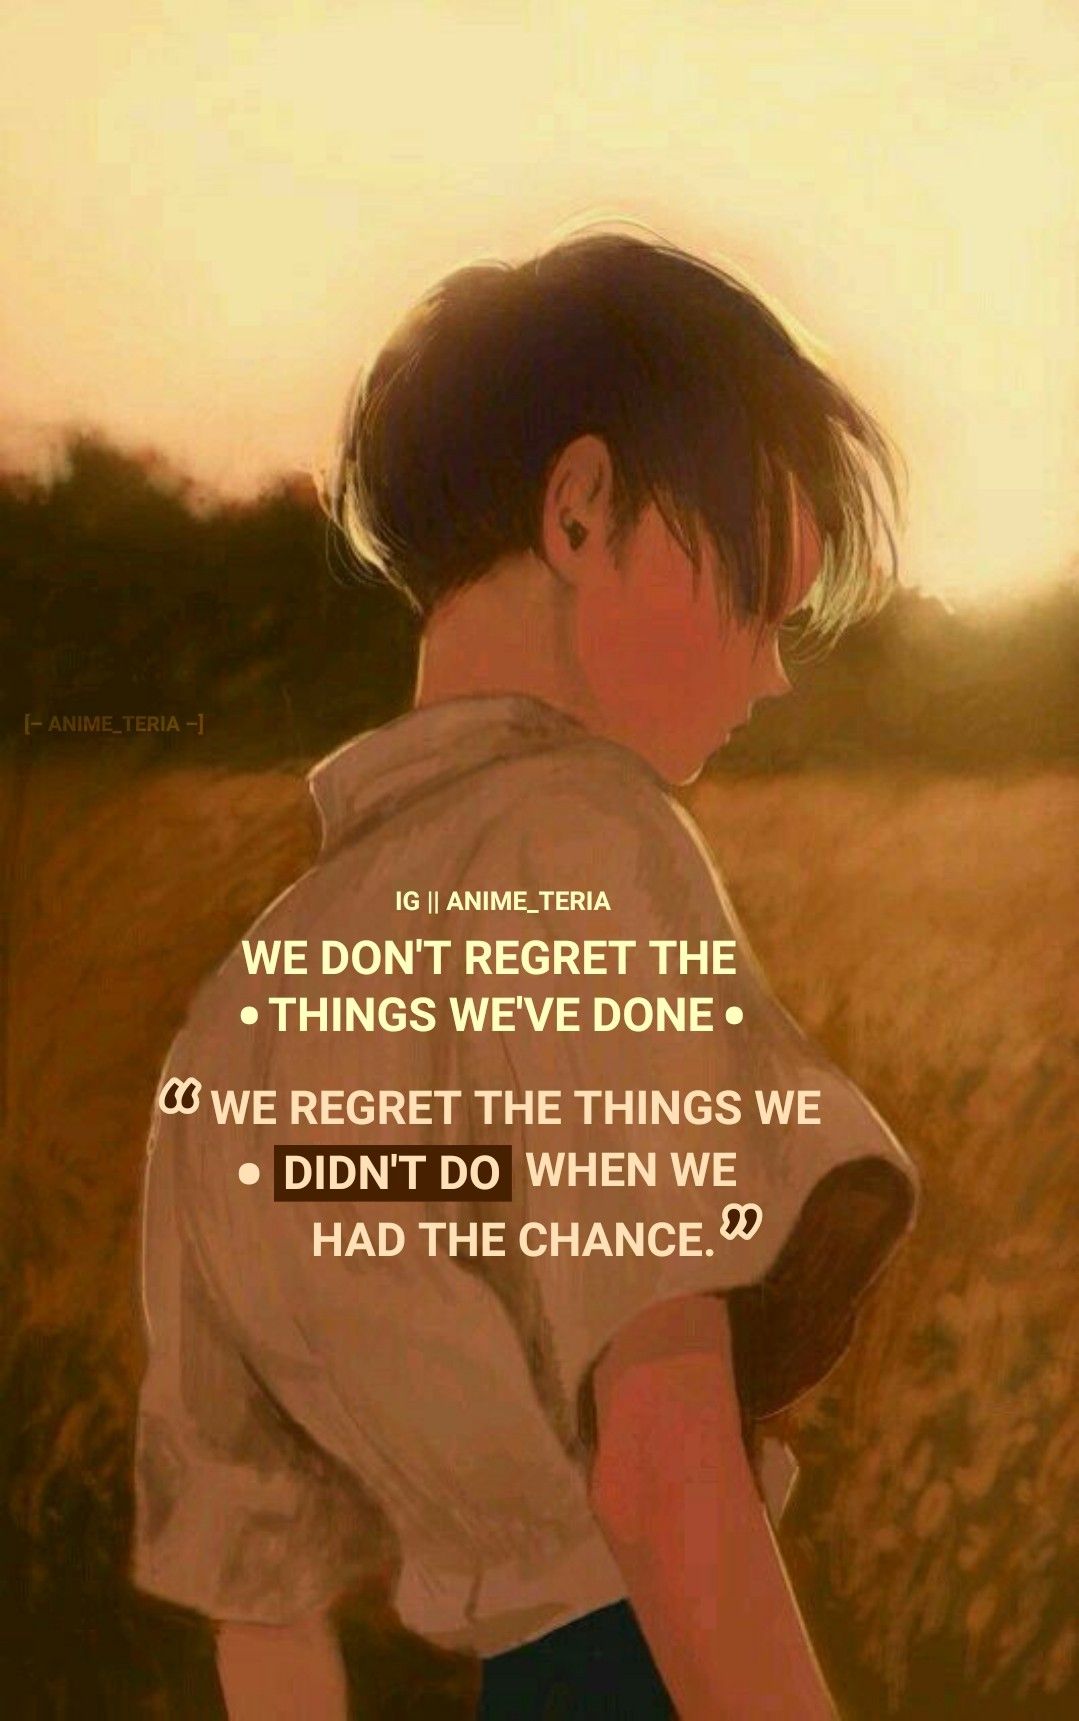 [– ANIME_TERIA –]
IG || ANIME_TERIA
WE DON'T REGRET THE
• THINGS WE'VE DONE •
“ WE REGRET THE THINGS WE
• DIDN'T DO WHEN WE
HAD THE CHANCE.”